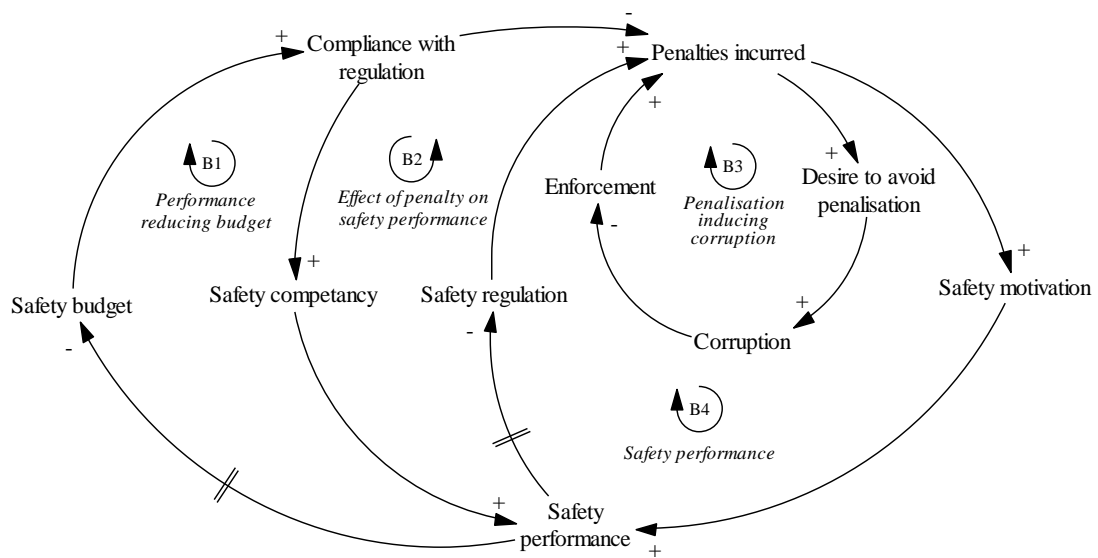 Compliance with
regulation
+
-
+
Penalties incurred
+
B1
Performance
reducing budget
B2
Effect of penalty on
safety performance
Enforcement
-
B3
Penalisation
inducing
corruption
+
Desire to avoid
penalisation
Safety budget
-
+
Safety competancy
Safety regulation
-
+
Corruption
+
Safety motivation
B4
Safety performance
+
Safety
performance
+